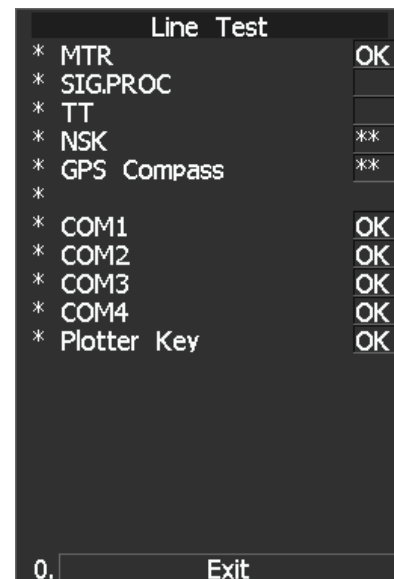 Line Test
* MTR OK
* SIG.PROC
* TT
* NSK **
* GPS Compass **
*
* COM1 OK
* COM2 OK
* COM3 OK
* COM4 OK
* Plotter Key OK
0. Exit